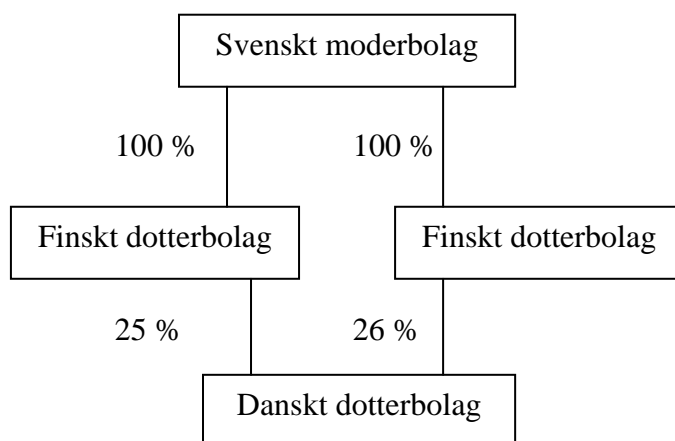 Svenskt moderbolag
100 % 100 %
Finskt dotterbolag Finskt dotterbolag
25 % 26 %
Danskt dotterbolag